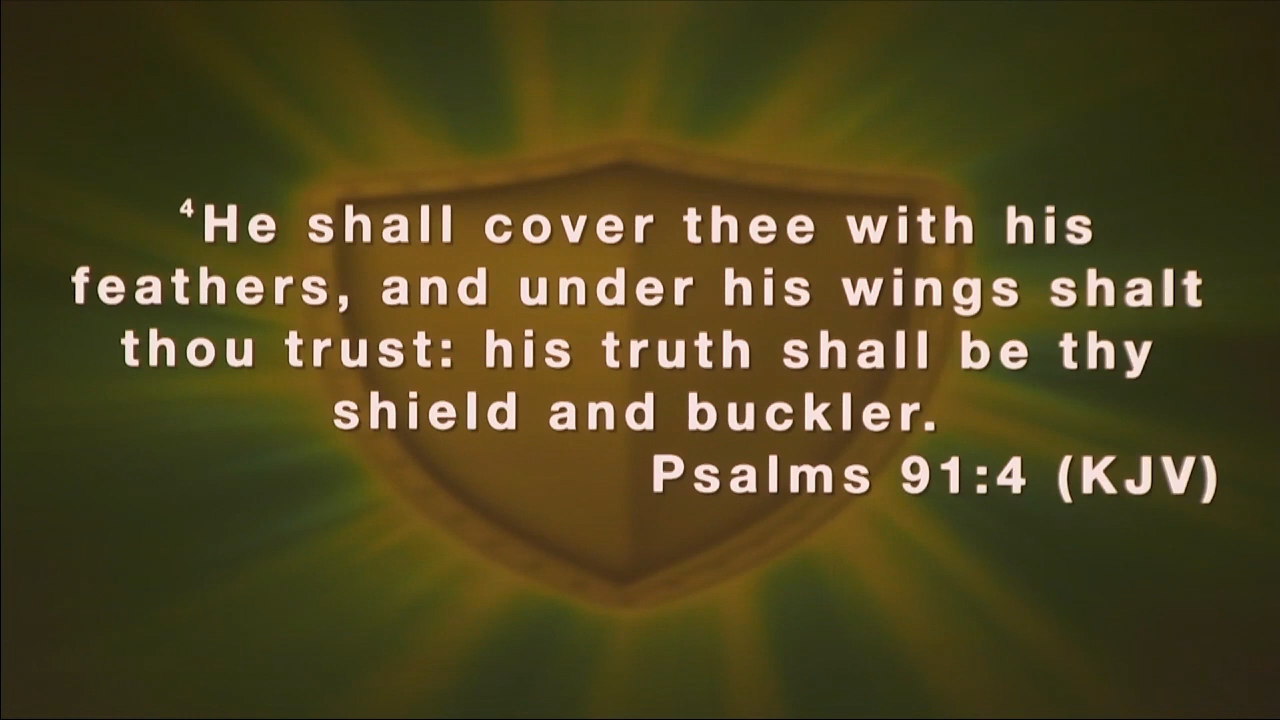 ⁴He shall cover thee with his
feathers, and under his wings shalt
thou trust: his truth shall be thy
shield and buckler.
Psalms 91:4 (KJV)